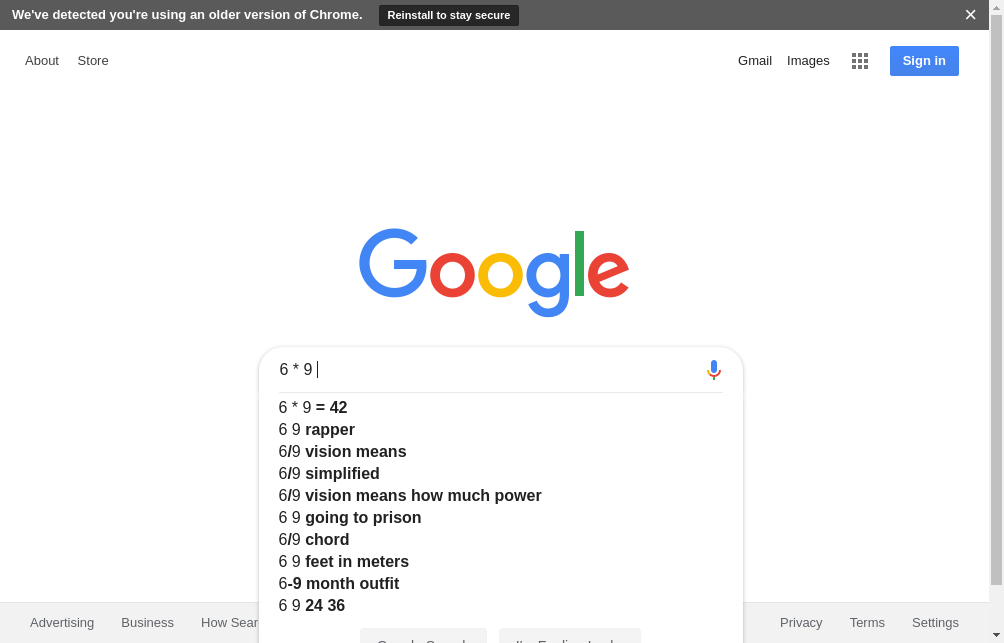 We've detected you're using an older version of Chrome. Reinstall to stay secure
About Store Gmail Images Sign in
Google
6 * 9
6 * 9 = 42
6 9 rapper
6/9 vision means
6/9 simplified
6/9 vision means how much power
6 9 going to prison
6/9 chord
6 9 feet in meters
6-9 month outfit
6 9 24 36
Advertising Business How Sear Privacy Terms Settings